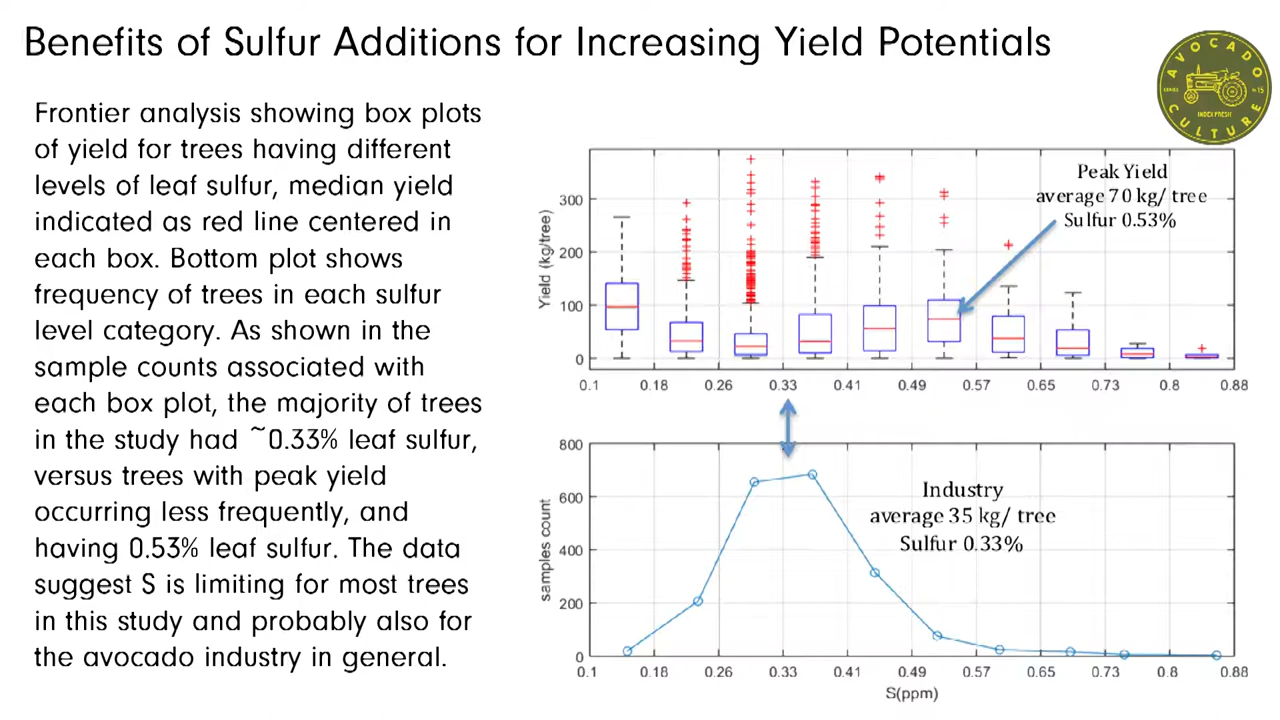 Benefits of Sulfur Additions for Increasing Yield Potentials
AVOCADO
SERIES
No 15
INDEX FRESH
CULTURE
Frontier analysis showing box plots
of yield for trees having different
levels of leaf sulfur, median yield
indicated as red line centered in
each box. Bottom plot shows
frequency of trees in each sulfur
level category. As shown in the
sample counts associated with
each box plot, the majority of trees
in the study had ~0.33% leaf sulfur,
versus trees with peak yield
occurring less frequently, and
having 0.53% leaf sulfur. The data
suggest S is limiting for most trees
in this study and probably also for
the avocado industry in general.
Peak Yield
average 70 kg/ tree
Sulfur 0.53%
Yield (kg/tree)
300
200
100
0
0.1 0.18 0.26 0.33 0.41 0.49 0.57 0.65 0.73 0.8 0.88
Industry
average 35 kg/ tree
Sulfur 0.33%
samples count
800
600
400
200
0
0.1 0.18 0.26 0.33 0.41 0.49 0.57 0.65 0.73 0.8 0.88
S(ppm)